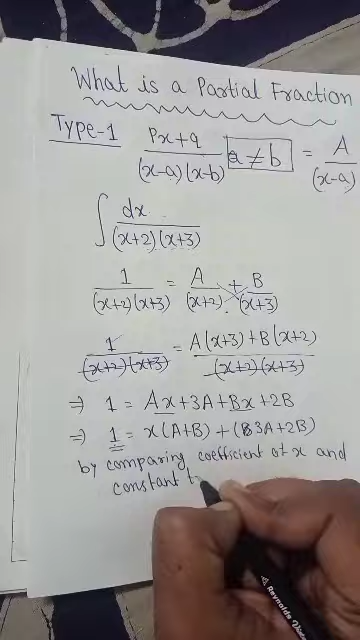 What is a Partial Fraction
Type-1 (Px+q)/((x-a)(x-b)) a≠b = A/(x-a)
∫ dx/((x+2)(x+3))
1/((x+2)(x+3)) = A/(x+2) + B/(x+3)
1/((x+2)(x+3)) = (A(x+3)+B(x+2))/((x+2)(x+3))
⇒ 1 = Ax+3A+Bx+2B
⇒ 1 = x(A+B)+(3A+2B)
by comparing coefficient of x and
constant t
Reynolds